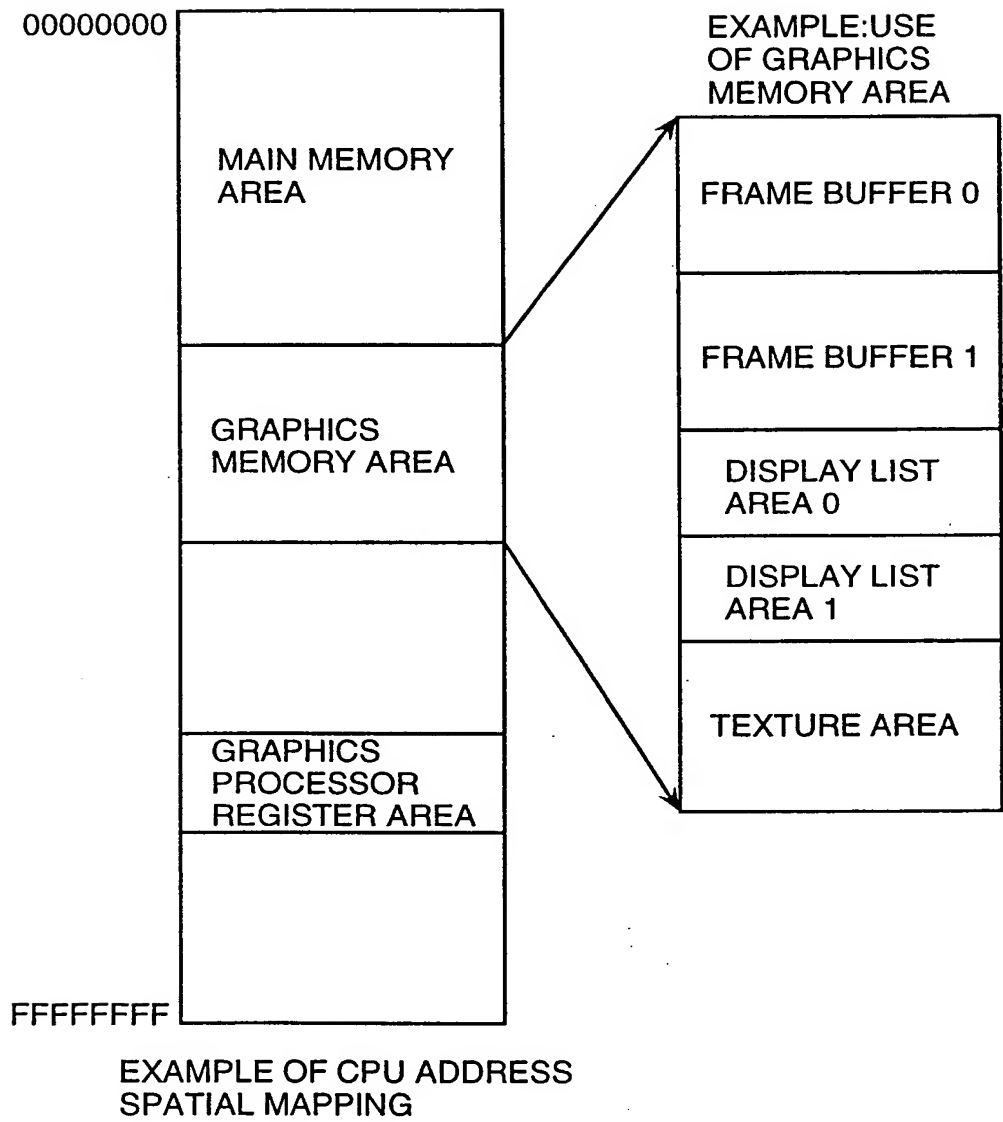 00000000
MAIN MEMORY
AREA
GRAPHICS
MEMORY AREA
GRAPHICS
PROCESSOR
REGISTER AREA
FFFFFFFF
EXAMPLE OF CPU ADDRESS
SPATIAL MAPPING
EXAMPLE:USE
OF GRAPHICS
MEMORY AREA
FRAME BUFFER 0
FRAME BUFFER 1
DISPLAY LIST
AREA 0
DISPLAY LIST
AREA 1
TEXTURE AREA